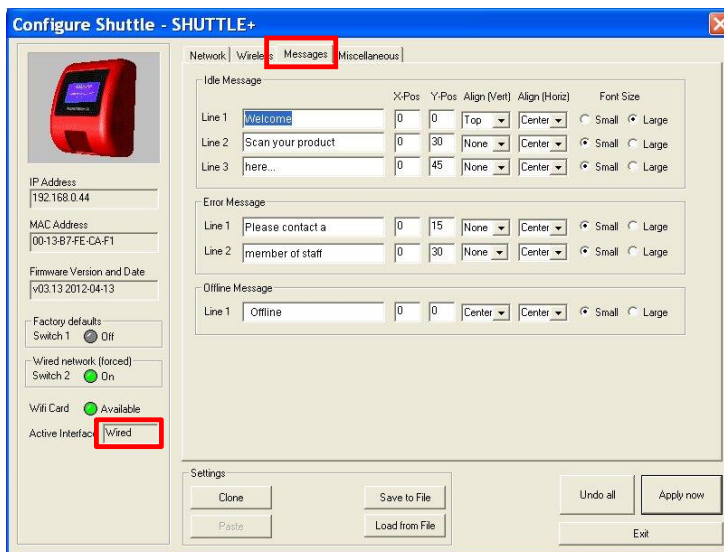 Configure Shuttle - SHUTTLE+
Network Wireless Messages Miscellaneous
Idle Message
X-Pos Y-Pos Align (Vert) Align (Horiz) Font Size
Line 1 Welcome 0 0 Top Center Small Large
Line 2 Scan your product 0 30 None Center Small Large
Line 3 here... 0 45 None Center Small Large
Error Message
Line 1 Please contact a 0 15 None Center Small Large
Line 2 member of staff 0 30 None Center Small Large
Offline Message
Line 1 Offline 0 0 Center Center Small Large
IP Address
192.168.0.44
MAC Address
00-13-B7-FE-CA-F1
Firmware Version and Date
v03.13 2012-04-13
Factory defaults
Switch 1 Off
Wired network (forced)
Switch 2 On
Wifi Card Available
Active Interface Wired
Settings
Clone Save to File
Paste Load from File
Undo all Apply now
Exit